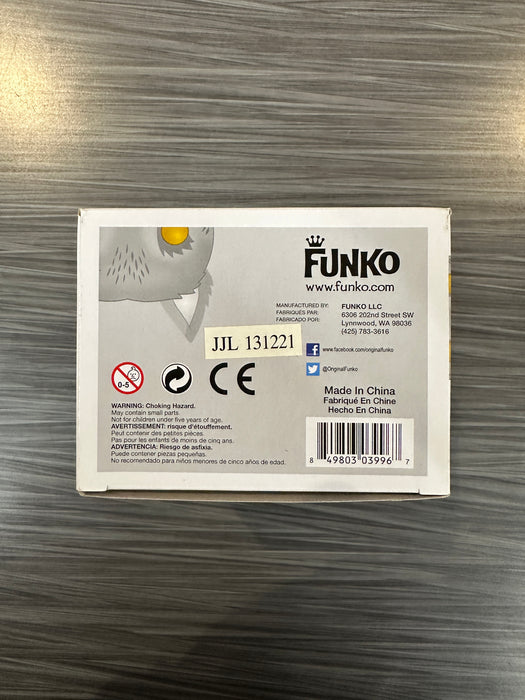 FUNKO
www.funko.com
MANUFACTURED BY:
FABRIQUÉS PAR:
FABRICADO POR:
FUNKO LLC
6306 202nd Street SW
Lynnwood, WA 98036
(425) 783-3616
JJL 131221
f www.facebook.com/originalfunko
@OriginalFunko
0-5
CE
WARNING: Choking Hazard.
May contain small parts.
Not for children under five years of age.
AVERTISSEMENT: risque d'étouffement.
Peut contenir des petites pièces.
Pas pour les enfants de moins de cinq ans.
ADVERTENCIA: Riesgo de asfixia.
Puede contener piezas pequeñas.
No recomendado para niños menores de cinco años de edad.
Made In China
Fabriqué En Chine
Hecho En China
8 49803 03996 7